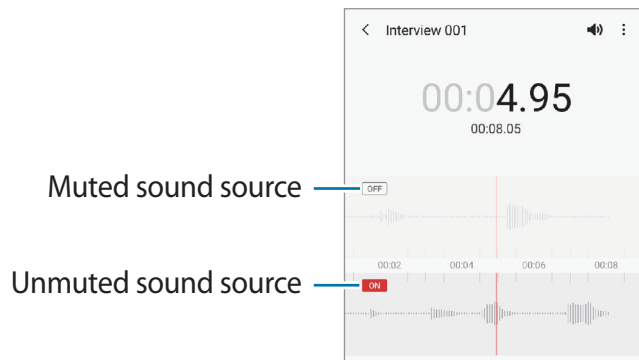 Interview 001
00:04.95
00:08.05
Muted sound source
OFF
00:02 00:04 00:06 00:08
Unmuted sound source
ON